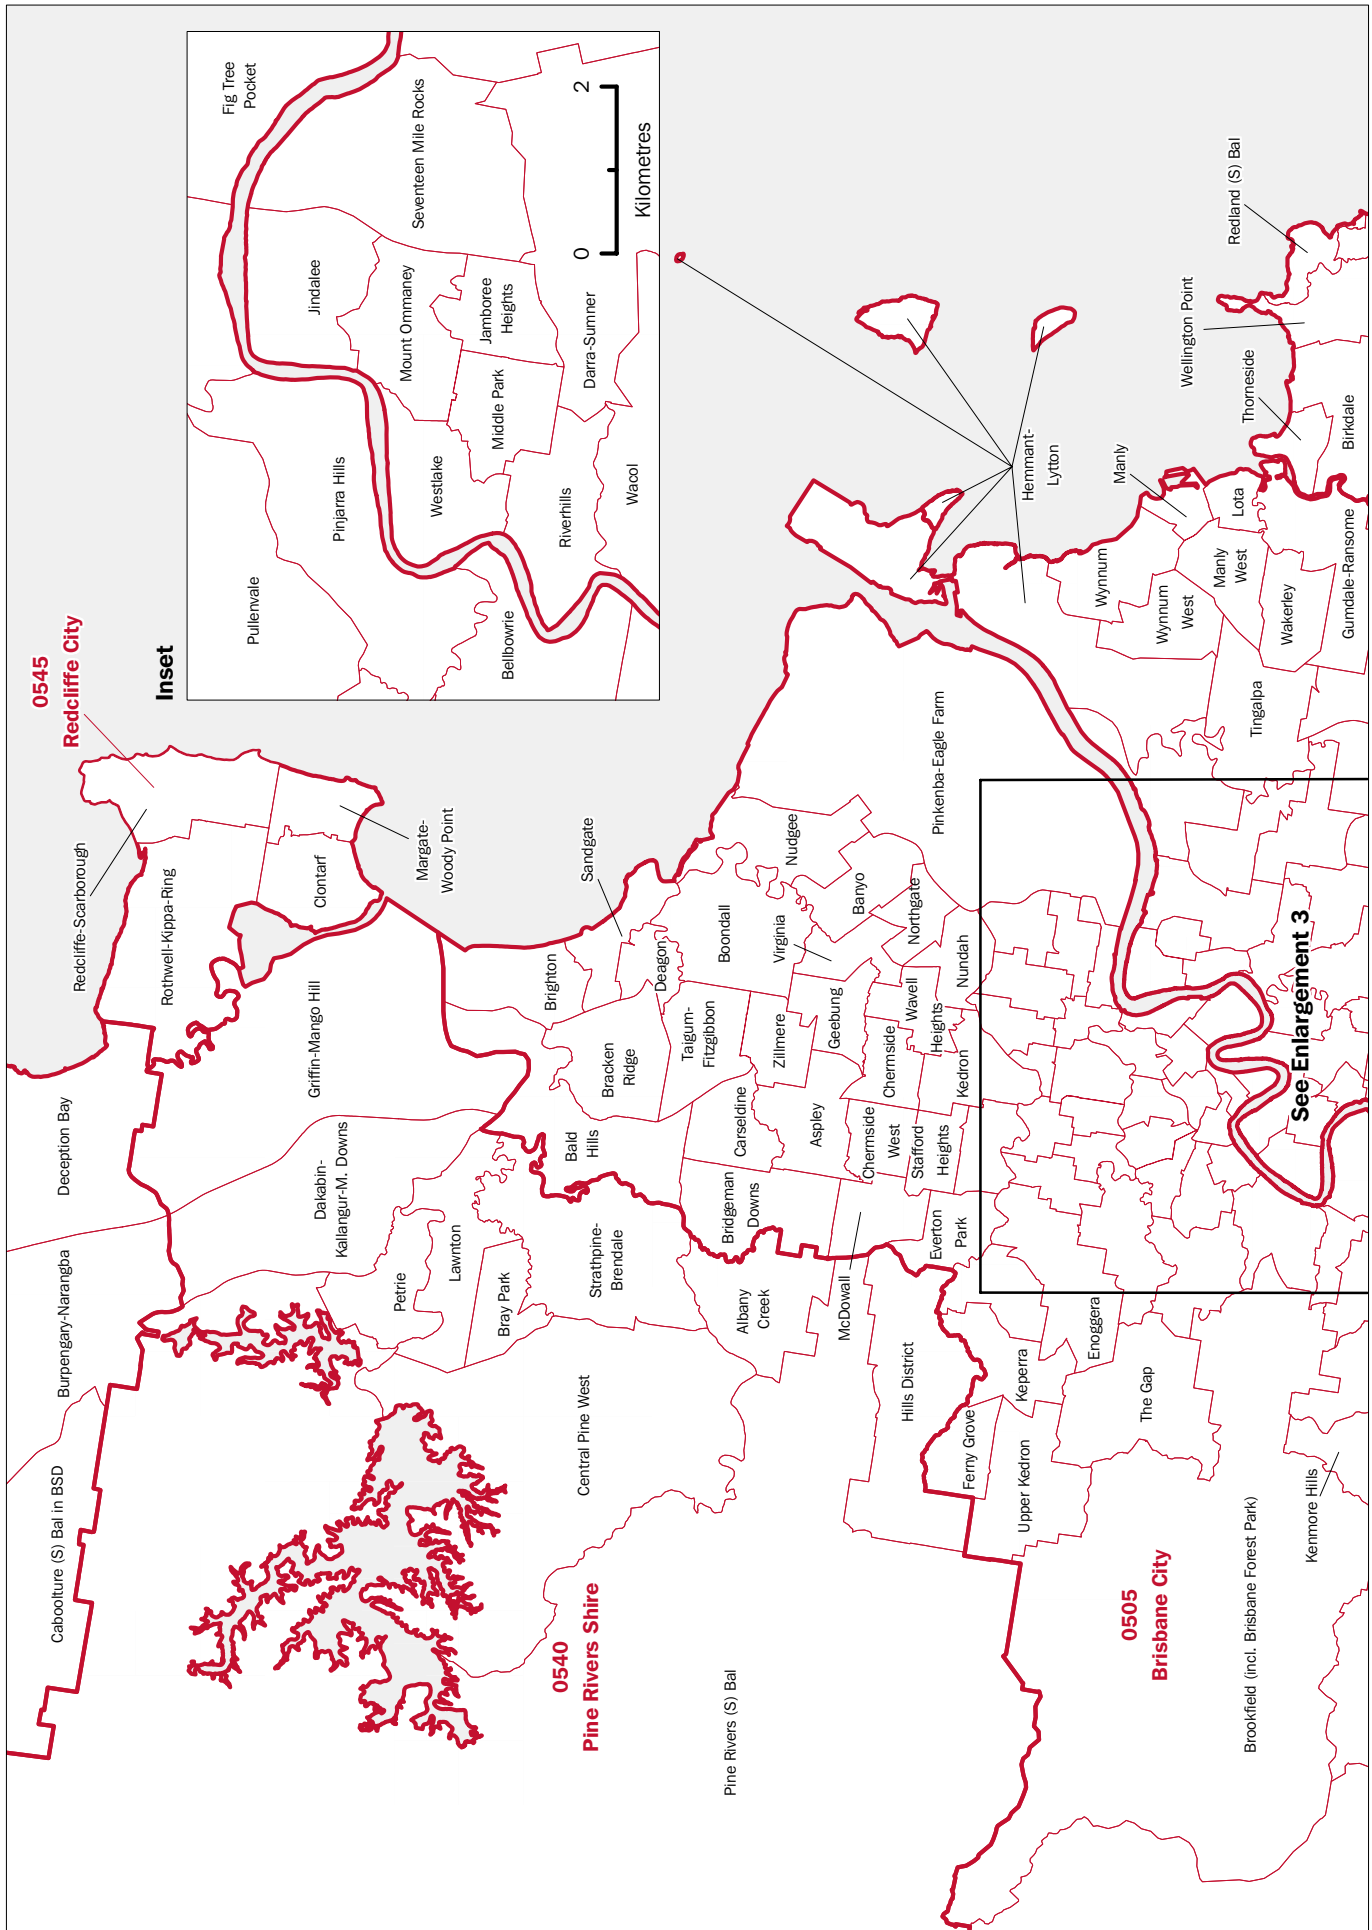 0545
Redcliffe City
Inset
Fig Tree
Pocket
Seventeen Mile Rocks
2
0
Kilometres
Jindalee
Mount Ommaney
Jamboree
Heights
Middle Park
Darra-Sumner
Pinjarra Hills
Westlake
Riverhills
Wacol
Pullenvale
Bellbowrie
Caboolture (S) Bal in BSD
Burpengary-Narangba
Deception Bay
Redcliffe-Scarborough
Rothwell-Kippa-Ring
Clontarf
Margate-
Woody Point
Griffin-Mango Hill
Dakabin-
Kallangur-M. Downs
Petrie
Lawnton
Bray Park
Strathpine-
Brendale
Central Pine West
0540
Pine Rivers Shire
Pine Rivers (S) Bal
Albany
Creek
Hills District
Sandgate
Brighton
Deagon
Bracken
Ridge
Bald
Hills
Taigum-
Fitzgibbon
Boondall
Nudgee
Virginia
Banyo
Northgate
Zillmere
Geebung
Carseldine
Aspley
Bridgeman
Downs
McDowall
Chermside
Chermside
West
Wavell
Heights
Nundah
Kedron
Stafford
Heights
Everton
Park
Pinkenba-Eagle Farm
Ferny Grove
Keperra
Upper Kedron
Enoggera
The Gap
Kenmore Hills
0505
Brisbane City
Brookfield (incl. Brisbane Forest Park)
See Enlargement 3
Hemmant-
Lytton
Wynnum
Wynnum
West
Manly
Manly
West
Lota
Wakerley
Tingalpa
Gumdale-Ransome
Thorneside
Birkdale
Wellington Point
Redland (S) Bal